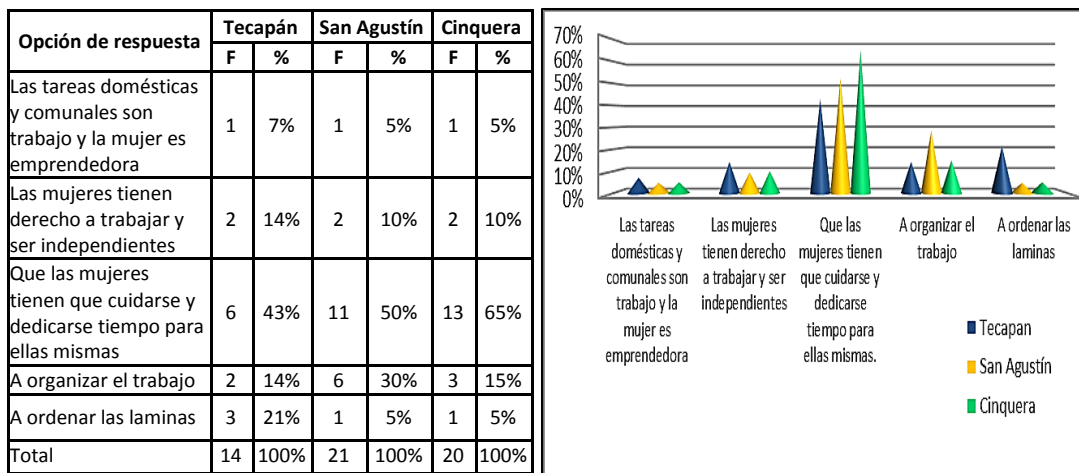 Opción de respuesta Tecapán San Agustín Cinquera
F % F % F %
Las tareas domésticas
y comunales son
trabajo y la mujer es
emprendedora
1 7% 1 5% 1 5%
Las mujeres tienen
derecho a trabajar y
ser independientes
2 14% 2 10% 2 10%
Que las mujeres
tienen que cuidarse y
dedicarse tiempo para
ellas mismas
6 43% 11 50% 13 65%
A organizar el trabajo 2 14% 6 30% 3 15%
A ordenar las laminas 3 21% 1 5% 1 5%
Total 14 100% 21 100% 20 100%
70%
60%
50%
40%
30%
20%
10%
0%
Las tareas
domésticas y
comunales son
trabajo y la
mujer es
emprendedora
Las mujeres
tienen derecho
a trabajar y ser
independientes
Que las
mujeres tienen
que cuidarse y
dedicarse
tiempo para
ellas mismas.
A organizar el
trabajo
A ordenar las
laminas
Tecapan
San Agustín
Cinquera